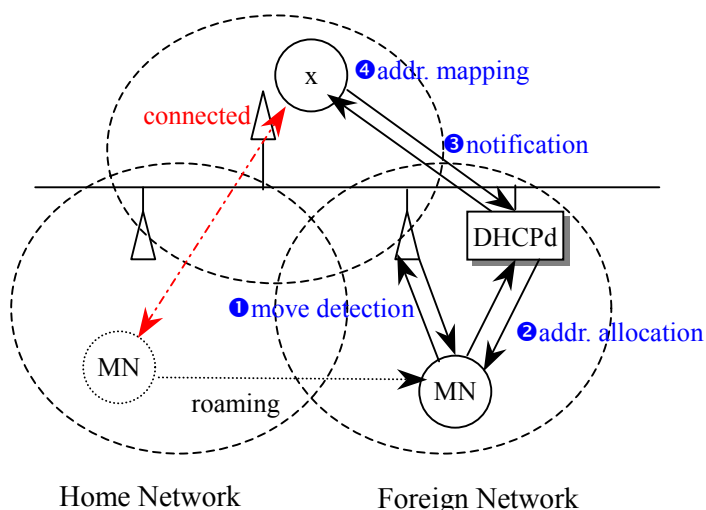 x
❹addr. mapping
connected
❸notification
DHCPd
❶move detection
❷addr. allocation
MN
MN
roaming
Home Network
Foreign Network